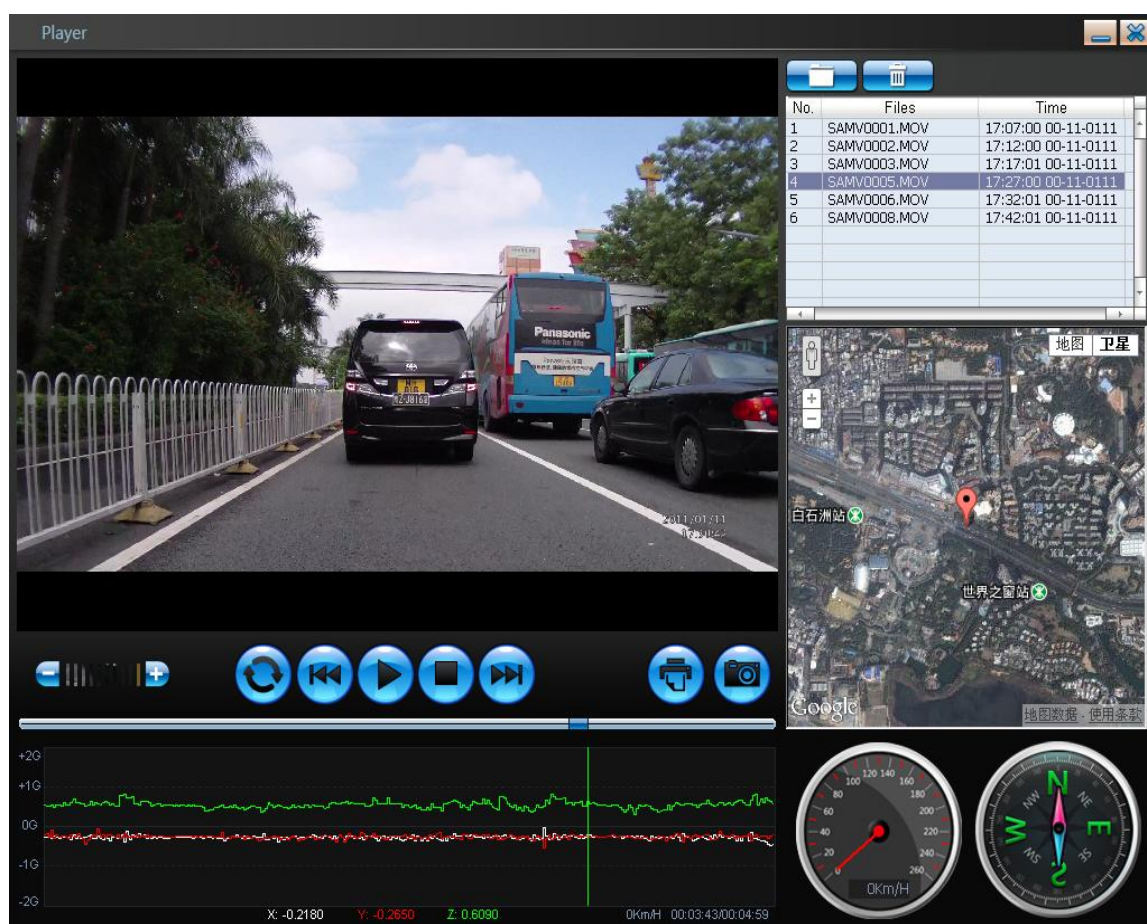 Player
No. Files Time
1 SAMV0001.MOV 17:07:00 00-11-0111
2 SAMV0002.MOV 17:12:00 00-11-0111
3 SAMV0003.MOV 17:17:01 00-11-0111
4 SAMV0005.MOV 17:27:00 00-11-0111
5 SAMV0006.MOV 17:32:01 00-11-0111
6 SAMV0008.MOV 17:42:01 00-11-0111
Panasonic
ideas for life
2011/01/11
地图 卫星
+
−
白石洲站
世界之窗站
Google
地图数据 - 使用条款
+2G
+1G
0G
-1G
-2G
X: -0.2180 Y: -0.2650 Z: 0.6090 0Km/H 00:03:43/00:04:59
0 20 40 60 80 100 120 140 160 180 200 220 240 260
0Km/H
N NE E SE S SW W NW